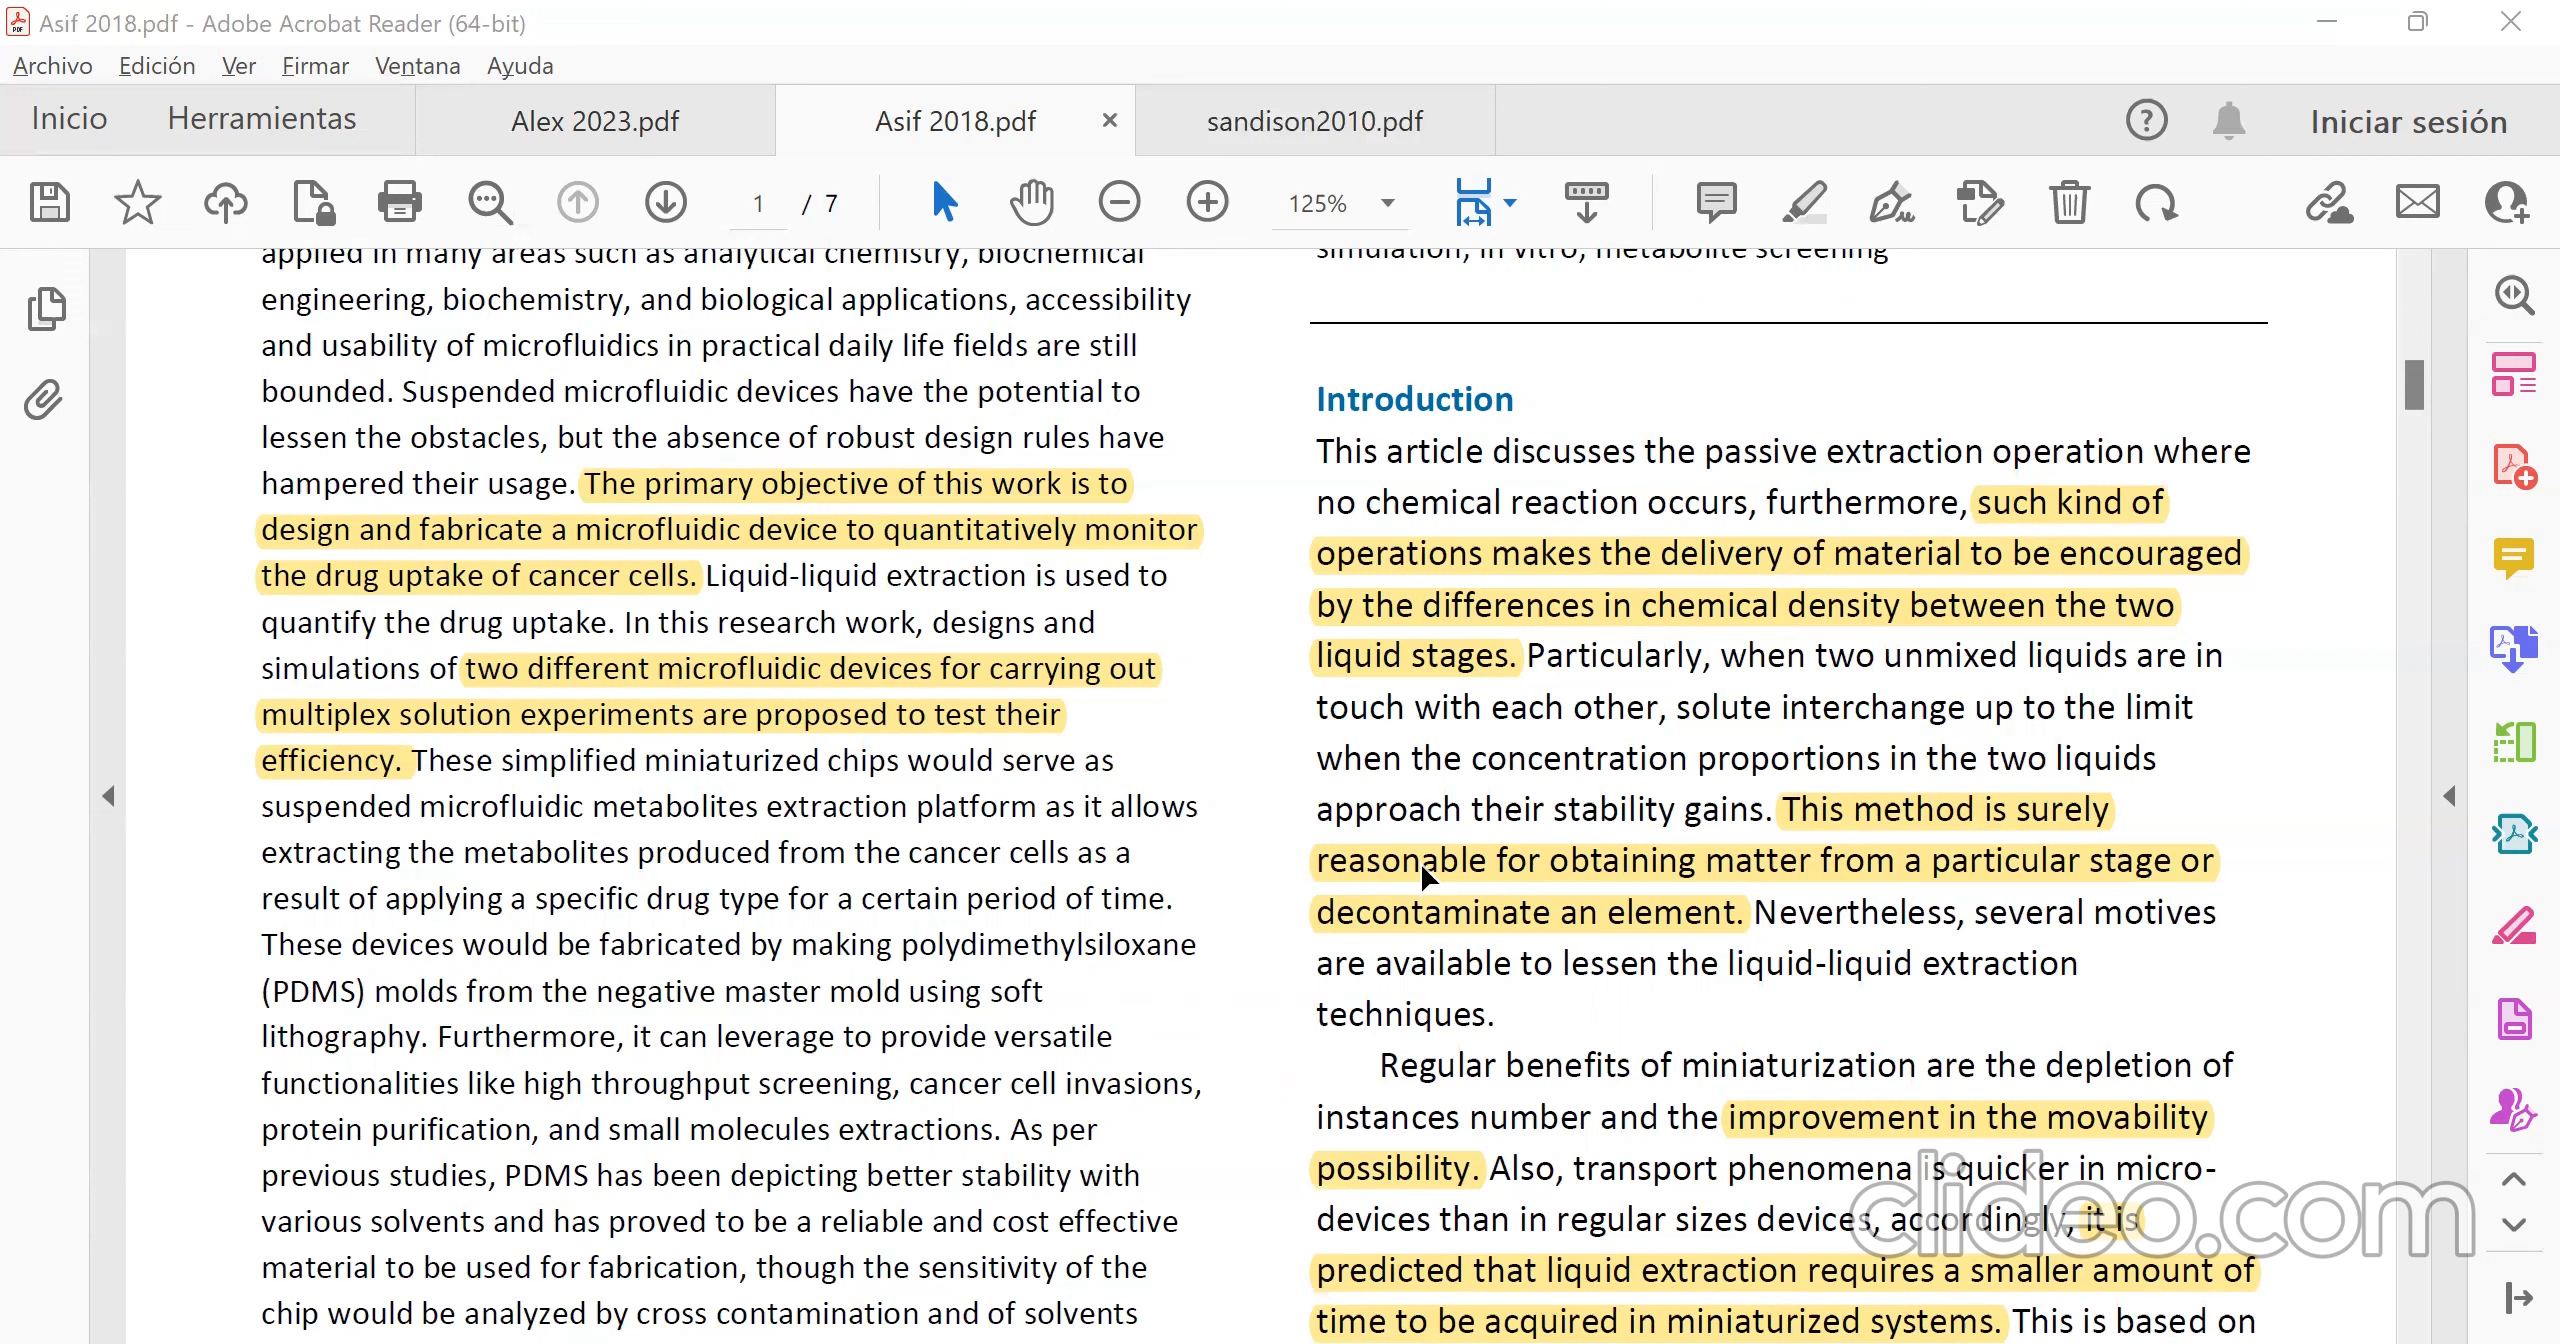 Asif 2018.pdf - Adobe Acrobat Reader (64-bit)
Archivo Edición Ver Firmar Ventana Ayuda
Inicio Herramientas Alex 2023.pdf Asif 2018.pdf × sandison2010.pdf Iniciar sesión
1 / 7 125%
applied in many areas such as analytical chemistry, biochemical
engineering, biochemistry, and biological applications, accessibility
and usability of microfluidics in practical daily life fields are still
bounded. Suspended microfluidic devices have the potential to
lessen the obstacles, but the absence of robust design rules have
hampered their usage. The primary objective of this work is to
design and fabricate a microfluidic device to quantitatively monitor
the drug uptake of cancer cells. Liquid-liquid extraction is used to
quantify the drug uptake. In this research work, designs and
simulations of two different microfluidic devices for carrying out
multiplex solution experiments are proposed to test their
efficiency. These simplified miniaturized chips would serve as
suspended microfluidic metabolites extraction platform as it allows
extracting the metabolites produced from the cancer cells as a
result of applying a specific drug type for a certain period of time.
These devices would be fabricated by making polydimethylsiloxane
(PDMS) molds from the negative master mold using soft
lithography. Furthermore, it can leverage to provide versatile
functionalities like high throughput screening, cancer cell invasions,
protein purification, and small molecules extractions. As per
previous studies, PDMS has been depicting better stability with
various solvents and has proved to be a reliable and cost effective
material to be used for fabrication, though the sensitivity of the
chip would be analyzed by cross contamination and of solvents
simulation, in vitro, metabolite screening
Introduction
This article discusses the passive extraction operation where
no chemical reaction occurs, furthermore, such kind of
operations makes the delivery of material to be encouraged
by the differences in chemical density between the two
liquid stages. Particularly, when two unmixed liquids are in
touch with each other, solute interchange up to the limit
when the concentration proportions in the two liquids
approach their stability gains. This method is surely
reasonable for obtaining matter from a particular stage or
decontaminate an element. Nevertheless, several motives
are available to lessen the liquid-liquid extraction
techniques.
Regular benefits of miniaturization are the depletion of
instances number and the improvement in the movability
possibility. Also, transport phenomena is quicker in micro-
devices than in regular sizes devices, accordingly, it is
predicted that liquid extraction requires a smaller amount of
time to be acquired in miniaturized systems. This is based on
clideo.com